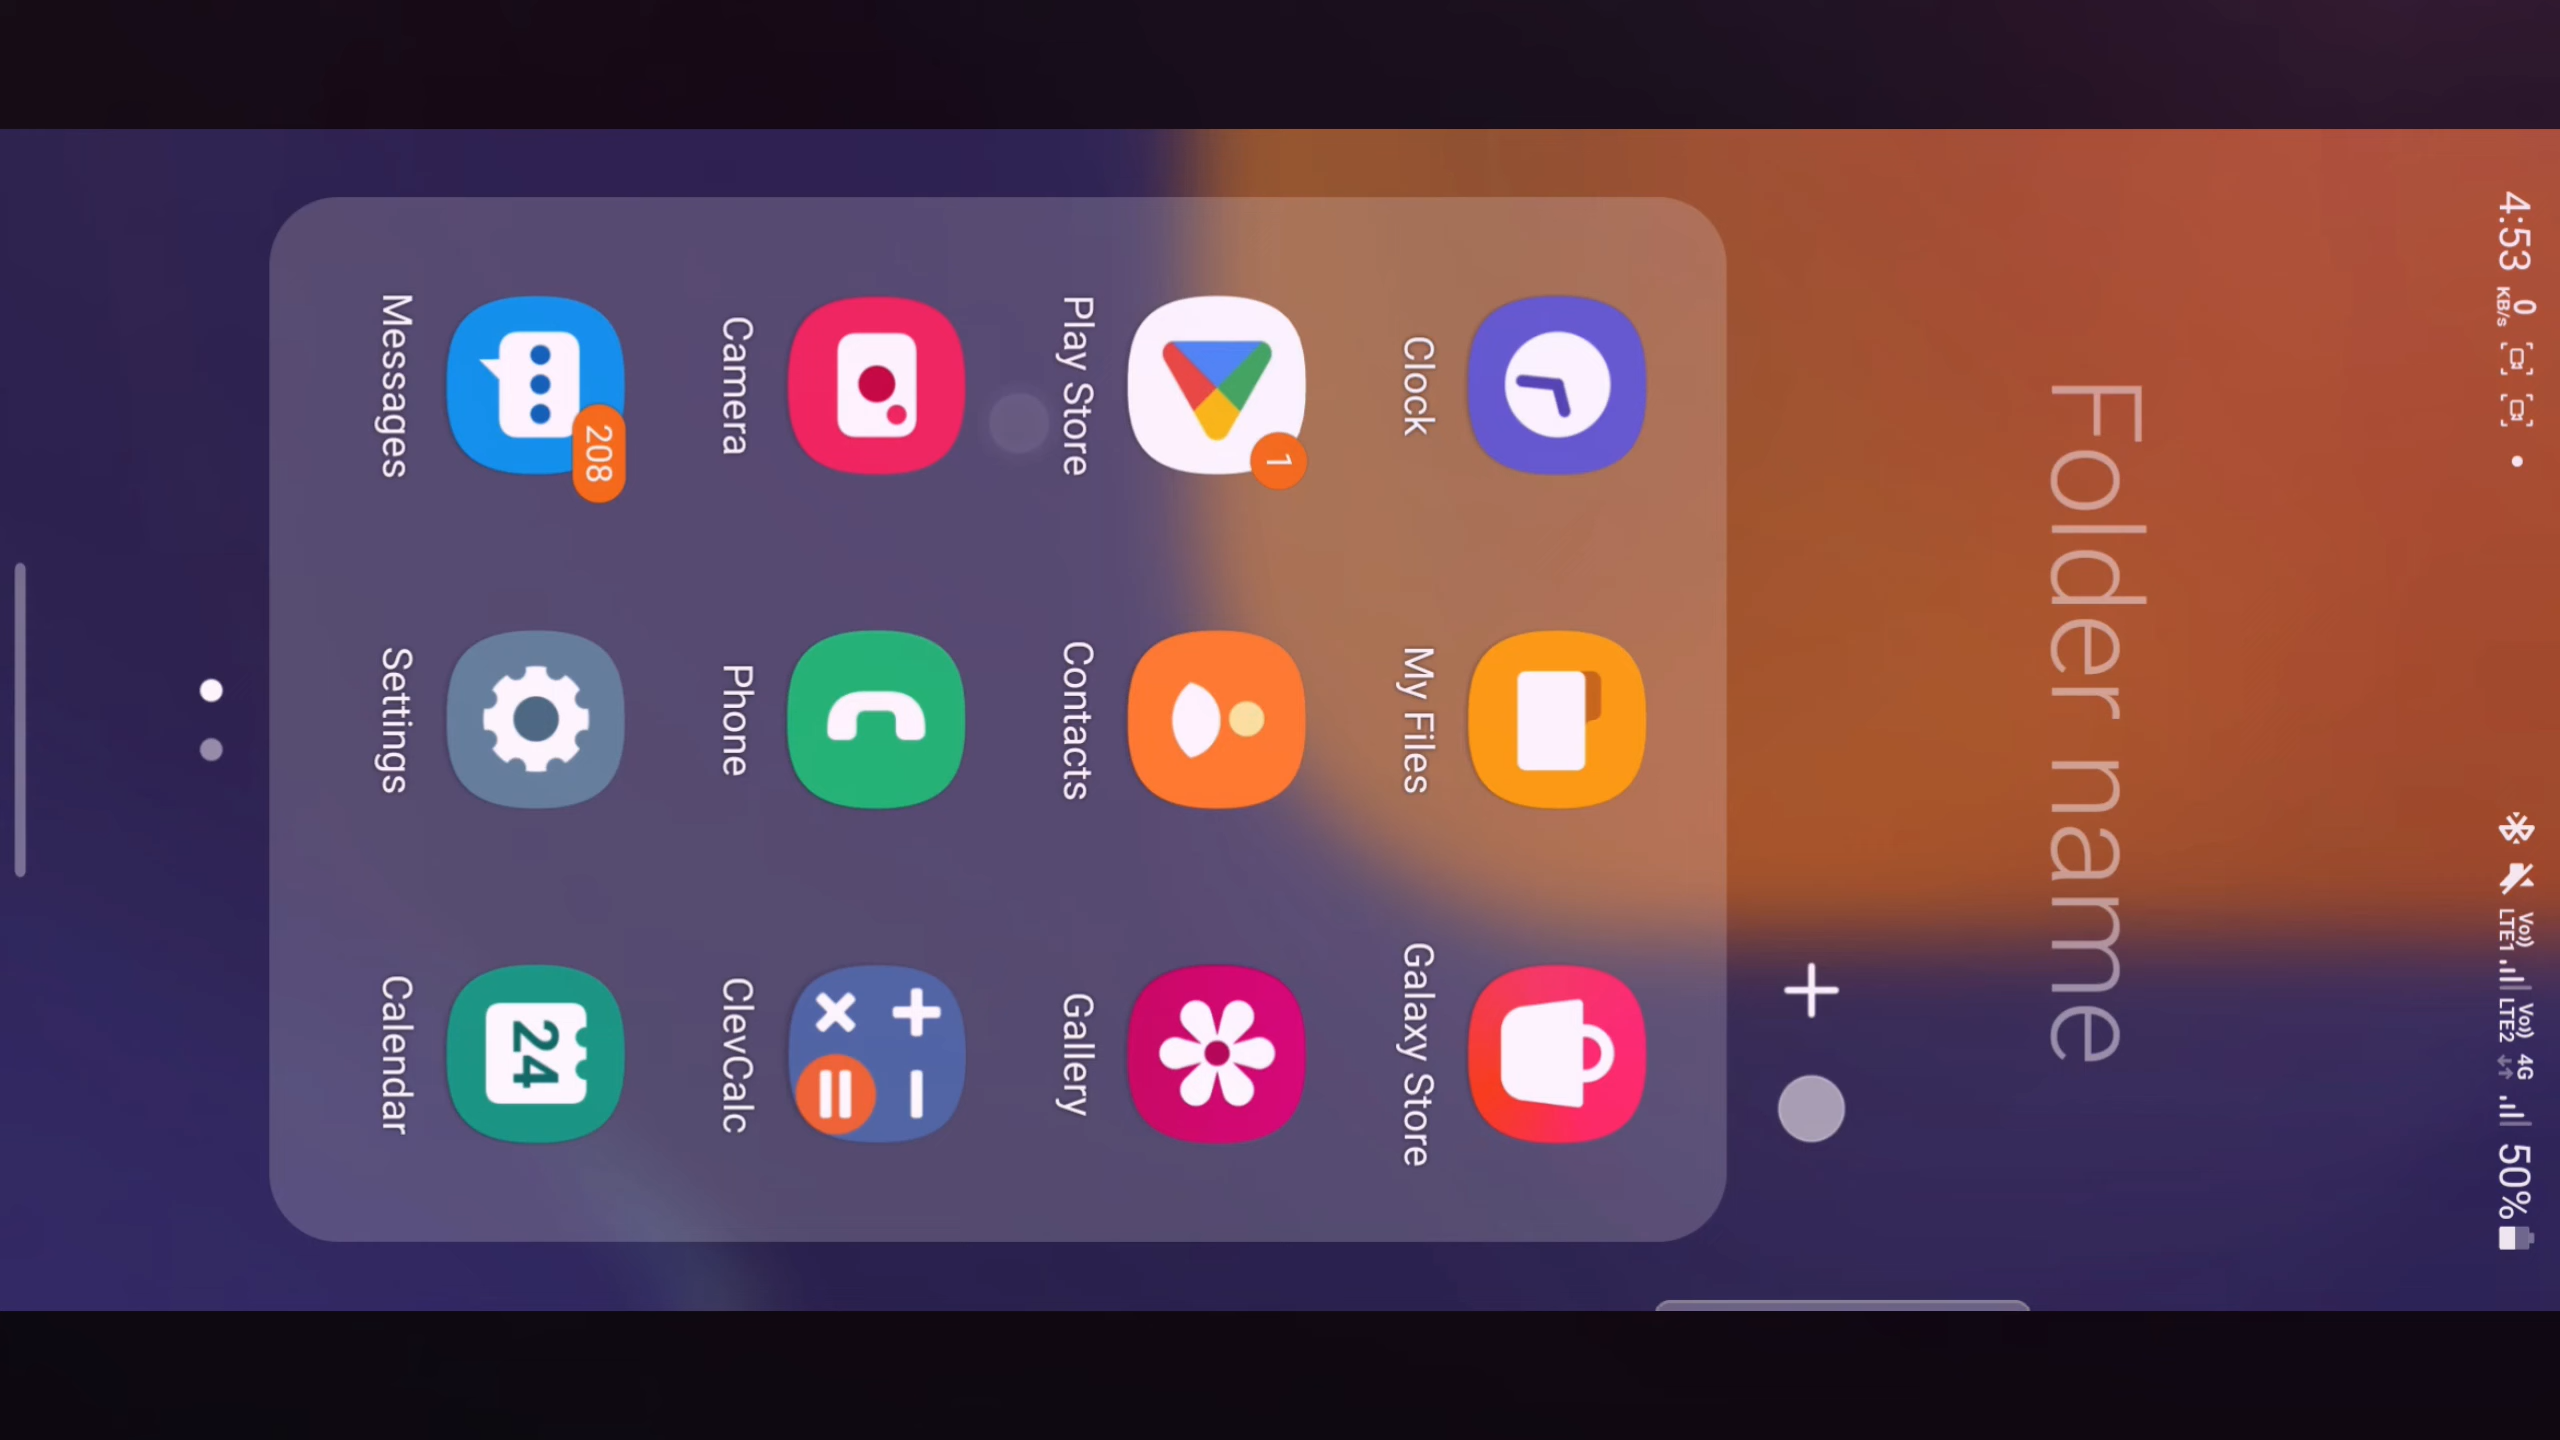 4:53 0 KB/s Vo)) LTE1 Vo)) LTE2 4G 50%
Folder name
Clock My Files Galaxy Store
1
Play Store Contacts Gallery
Camera Phone ClevCalc
208
24
Messages Settings Calendar